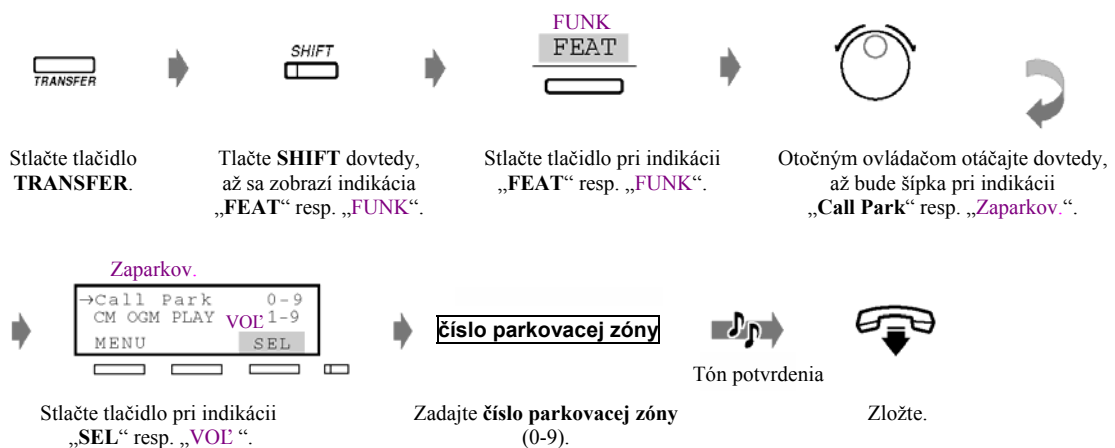 FUNK
FEAT
SHIFT
TRANSFER
Stlačte tlačidlo
TRANSFER.
Tlačte SHIFT dovtedy,
až sa zobrazí indikácia
„FEAT“ resp. „FUNK“.
Stlačte tlačidlo pri indikácii
„FEAT“ resp. „FUNK“.
Otočným ovládačom otáčajte dovtedy,
až bude šípka pri indikácii
„Call Park“ resp. „Zaparkov.“.
Zaparkov.
→Call Park 0-9
CM OGM PLAY VOĽ 1-9
MENU SEL
číslo parkovacej zóny
Tón potvrdenia
Stlačte tlačidlo pri indikácii
„SEL“ resp. „VOĽ “.
Zadajte číslo parkovacej zóny
(0-9).
Zložte.